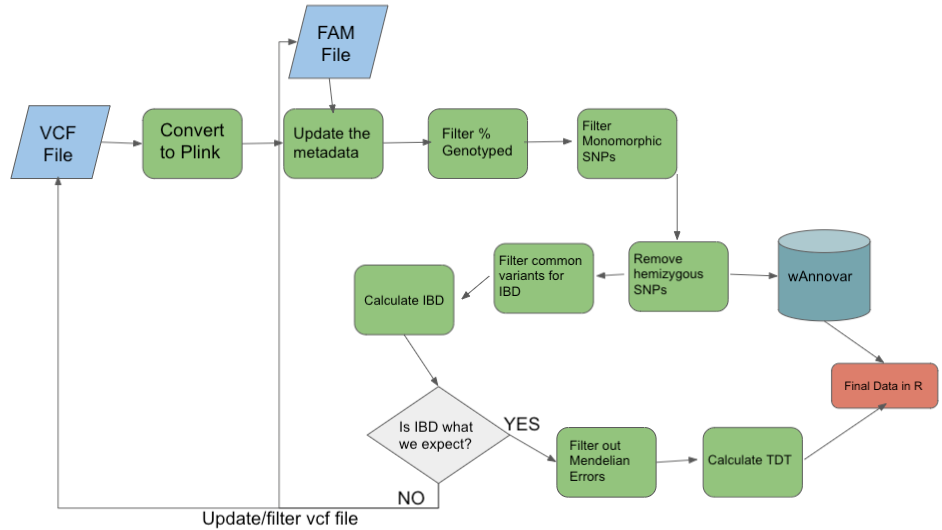 FAM
File
VCF
File
Convert
to Plink
Update the
metadata
Filter %
Genotyped
Filter
Monomorphic
SNPs
Remove
hemizygous
SNPs
wAnnovar
Filter common
variants for
IBD
Calculate IBD
Final Data in R
Is IBD what
we expect?
YES
Filter out
Mendelian
Errors
Calculate TDT
NO
Update/filter vcf file